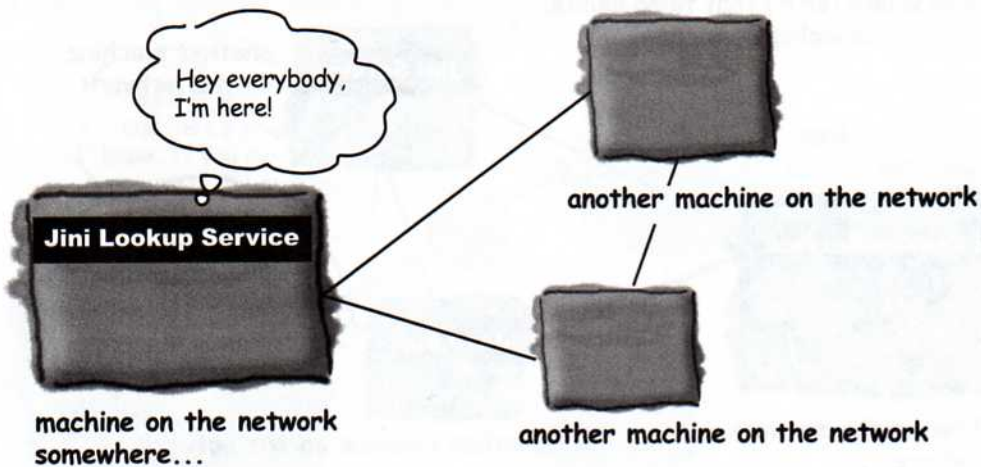 Hey everybody,
I'm here!
Jini Lookup Service
machine on the network
somewhere...
another machine on the network
another machine on the network